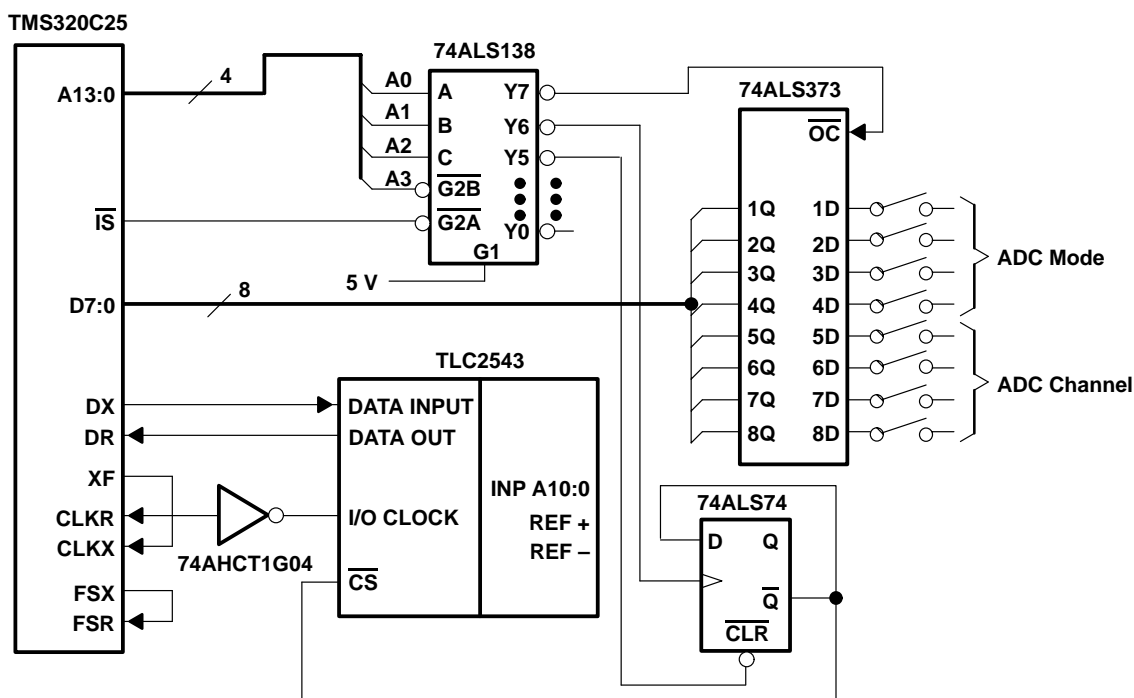 TMS320C25
A13:0
4
IS
D7:0
8
DX
DR
XF
CLKR
CLKX
FSX
FSR
74ALS138
A0
A1
A2
A3
A
B
C
G2B
G2A
G1
Y7
Y6
Y5
Y0
5 V
74ALS373
OC
1Q 1D
2Q 2D
3Q 3D
4Q 4D
5Q 5D
6Q 6D
7Q 7D
8Q 8D
ADC Mode
ADC Channel
TLC2543
DATA INPUT
DATA OUT
I/O CLOCK
CS
INP A10:0
REF +
REF –
74AHCT1G04
74ALS74
D Q
Q
CLR